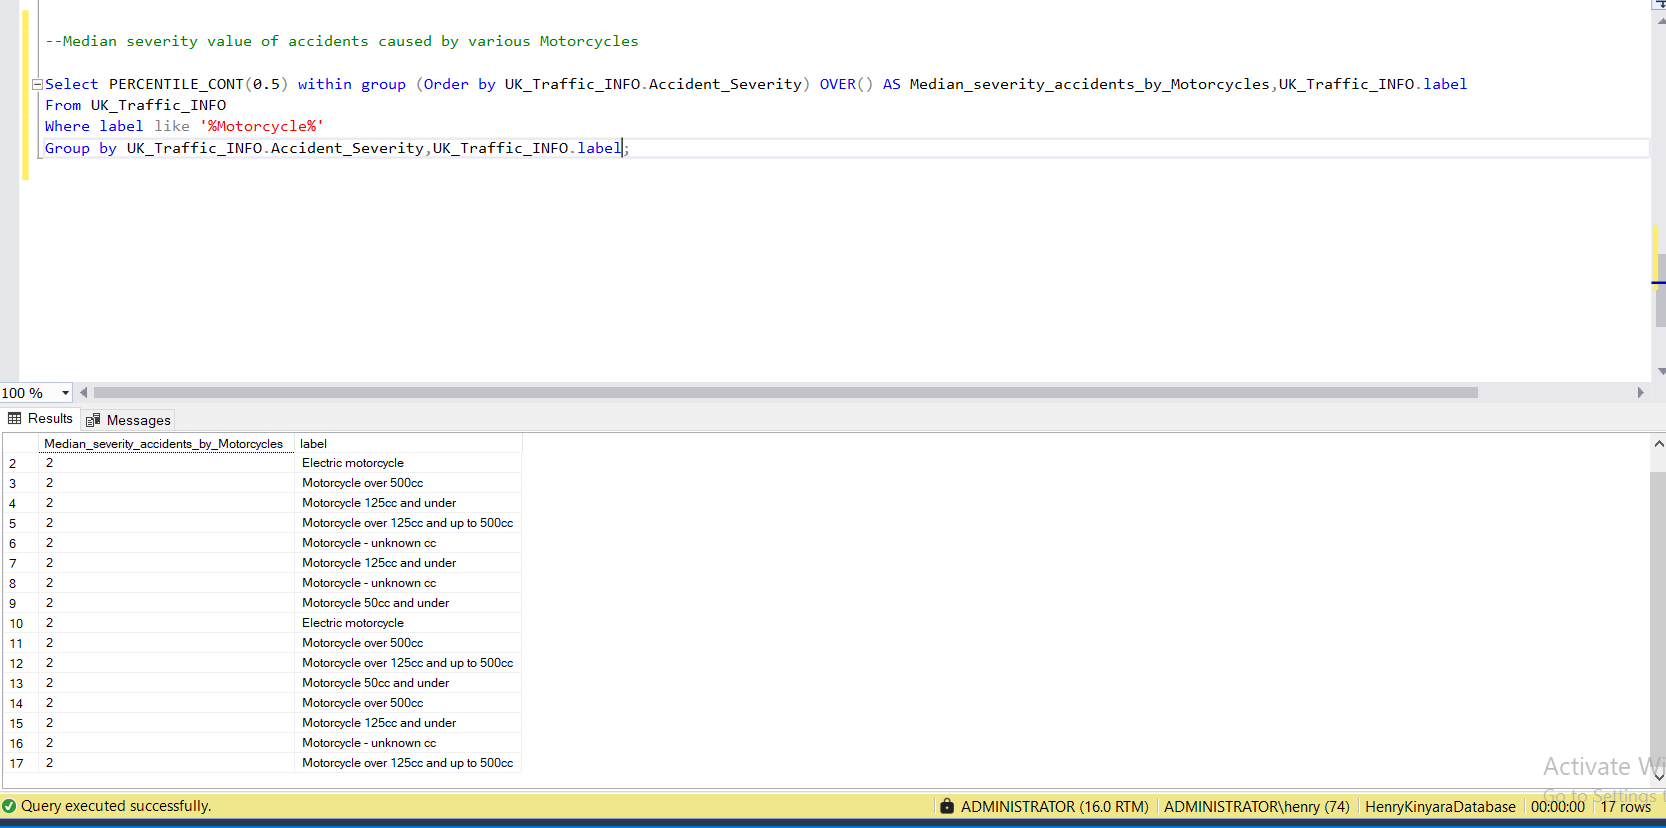 --Median severity value of accidents caused by various Motorcycles
Select PERCENTILE_CONT(0.5) within group (Order by UK_Traffic_INFO.Accident_Severity) OVER() AS Median_severity_accidents_by_Motorcycles,UK_Traffic_INFO.label
From UK_Traffic_INFO
Where label like '%Motorcycle%'
Group by UK_Traffic_INFO.Accident_Severity,UK_Traffic_INFO.label;
100 %
Results Messages
Median_severity_accidents_by_Motorcycles label
2 2 Electric motorcycle
3 2 Motorcycle over 500cc
4 2 Motorcycle 125cc and under
5 2 Motorcycle over 125cc and up to 500cc
6 2 Motorcycle - unknown cc
7 2 Motorcycle 125cc and under
8 2 Motorcycle - unknown cc
9 2 Motorcycle 50cc and under
10 2 Electric motorcycle
11 2 Motorcycle over 500cc
12 2 Motorcycle over 125cc and up to 500cc
13 2 Motorcycle 50cc and under
14 2 Motorcycle over 500cc
15 2 Motorcycle 125cc and under
16 2 Motorcycle - unknown cc
17 2 Motorcycle over 125cc and up to 500cc
Activate Wi
Go to Settings t
Query executed successfully. ADMINISTRATOR (16.0 RTM) ADMINISTRATOR\henry (74) HenryKinyaraDatabase 00:00:00 17 rows